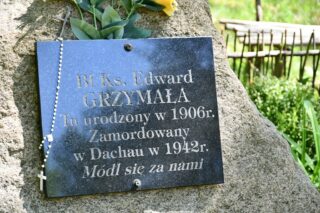 Bł Ks. Edward
GRZYMAŁA
Tu urodzony w 1906r.
Zamordowany
w Dachau w 1942r.
Módl się za nami